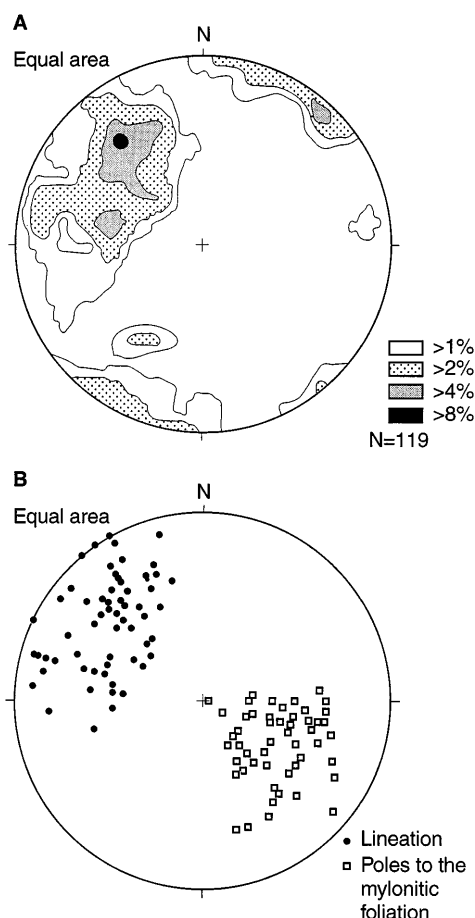 A
N
Equal area
>1%
>2%
>4%
>8%
N=119
B
N
Equal area
Lineation
Poles to the
mylonitic
foliation